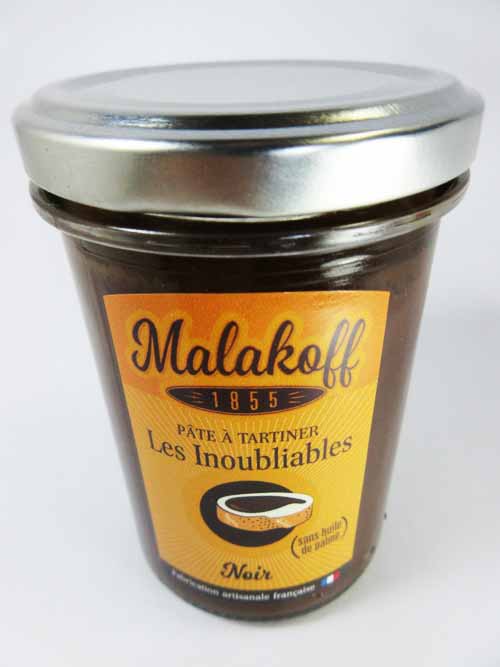 Malakoff
1855
PÂTE À TARTINER
Les Inoubliables
(sans huile
de palme)
Noir
Fabrication artisanale française